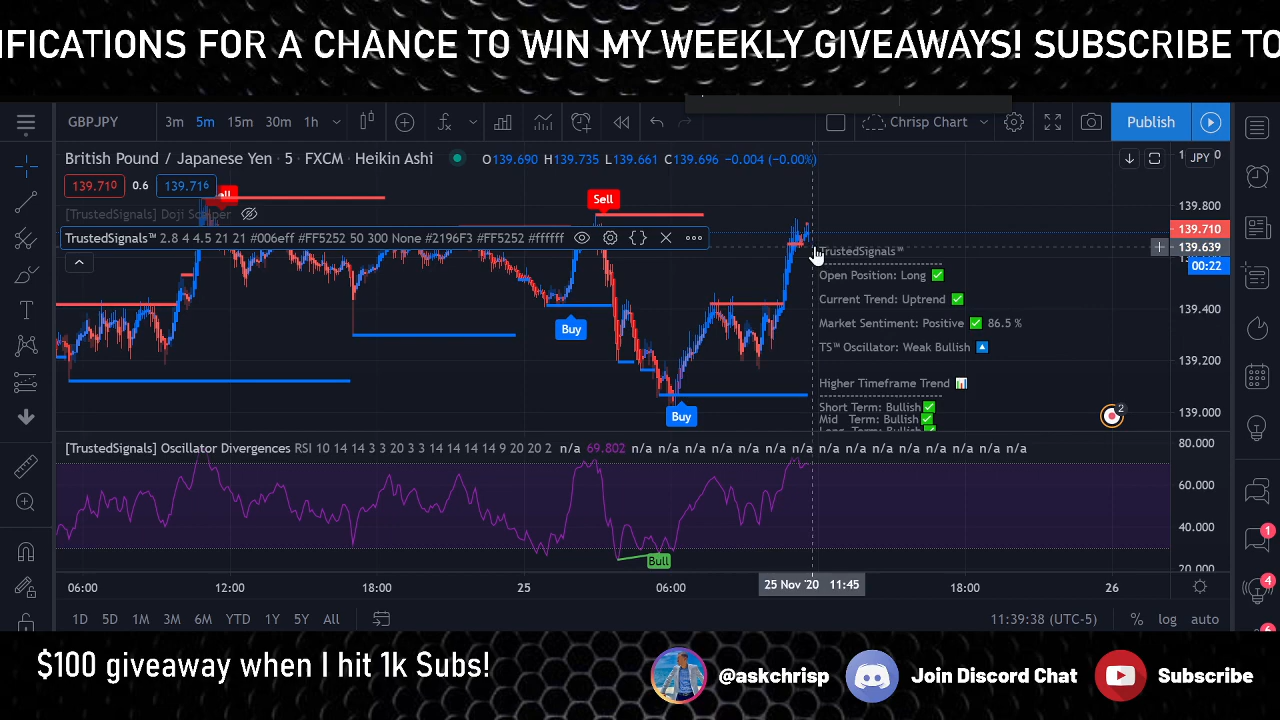 IFICATIONS FOR A CHANCE TO WIN MY WEEKLY GIVEAWAYS! SUBSCRIBE TO
GBPJPY 3m 5m 15m 30m 1h Chrisp Chart Publish
British Pound / Japanese Yen · 5 · FXCM · Heikin Ashi O139.690 H139.735 L139.661 C139.696 -0.004 (-0.00%) JPY
139.710 0.6 139.716
[TrustedSignals] Doji Scalper
Sell
139.800
139.710
TrustedSignals™ 2.8 4 4.5 21 21 #006eff #FF5252 50 300 None #2196F3 #FF5252 #ffffff
139.639
00:22
TrustedSignals™
Open Position: Long
Current Trend: Uptrend
139.400
Market Sentiment: Positive 86.5 %
Buy
TS™ Oscillator: Weak Bullish
139.200
Higher Timeframe Trend
Short Term: Bullish
139.000
Mid Term: Bullish
Long Term: Bullish
Buy
2
[TrustedSignals] Oscillator Divergences RSI 10 14 14 3 3 20 3 3 14 14 14 14 9 20 20 2 n/a 69.802 n/a n/a n/a n/a n/a n/a n/a n/a n/a n/a
80.000
60.000
40.000
Bull
20.000
1
4
06:00 12:00 18:00 25 06:00 25 Nov '20 11:45 18:00 26
1D 5D 1M 3M 6M YTD 1Y 5Y All 11:39:38 (UTC-5) % log auto
$100 giveaway when I hit 1k Subs!
@askchrisp Join Discord Chat Subscribe